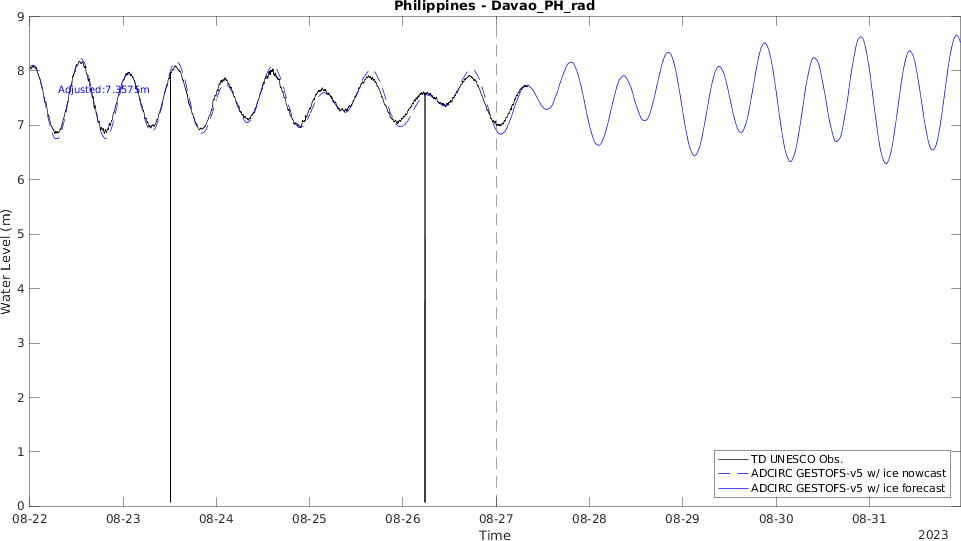 Philippines - Davao_PH_rad
9
8
7
6
5
4
3
2
1
0
Water Level (m)
Adjusted:7.3575m
TD UNESCO Obs.
ADCIRC GESTOFS-v5 w/ ice nowcast
ADCIRC GESTOFS-v5 w/ ice forecast
08-22 08-23 08-24 08-25 08-26 08-27 08-28 08-29 08-30 08-31
Time
2023